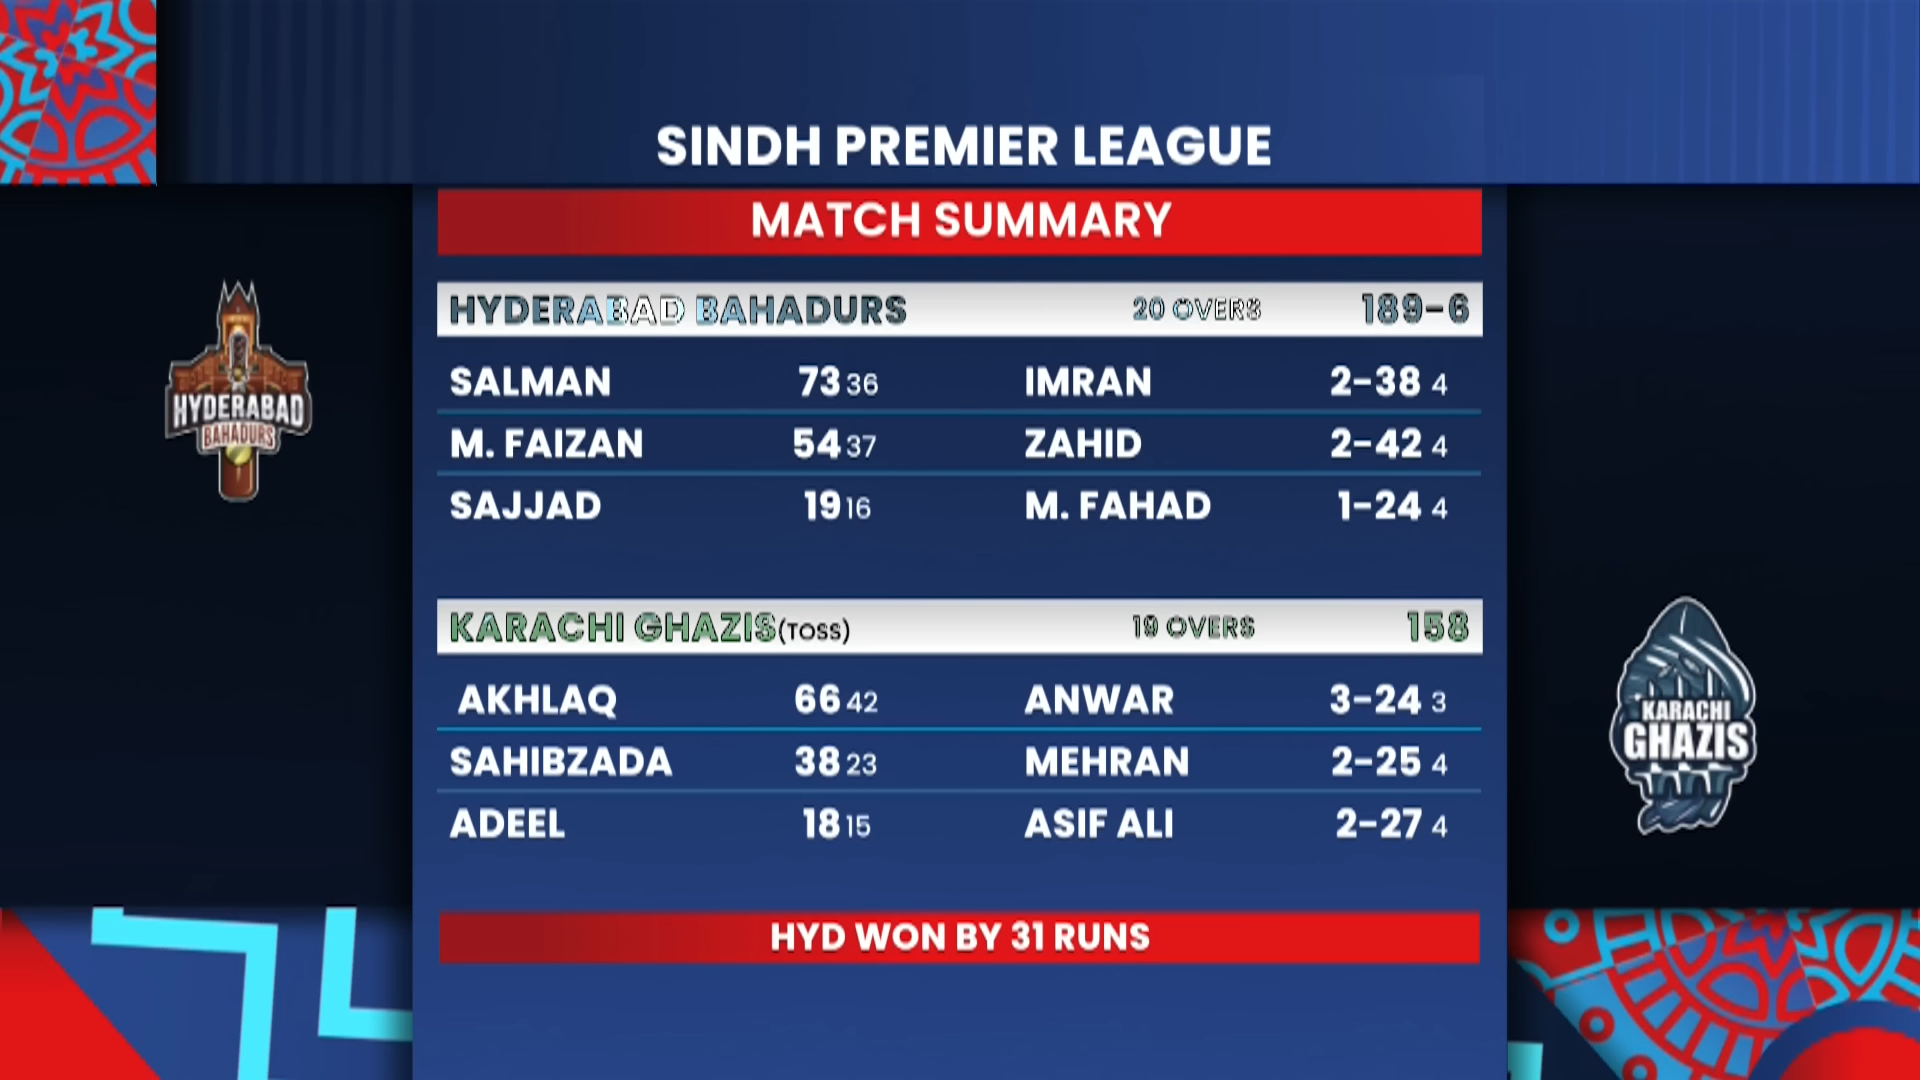 SINDH PREMIER LEAGUE
MATCH SUMMARY
HYDERABAD BAHADURS 20 OVERS 189-6
SALMAN 73 36 IMRAN 2-38 4
M. FAIZAN 54 37 ZAHID 2-42 4
SAJJAD 19 16 M. FAHAD 1-24 4
HYDERABAD
BAHADURS
KARACHI GHAZIS(TOSS) 19 OVERS 158
AKHLAQ 66 42 ANWAR 3-24 3
SAHIBZADA 38 23 MEHRAN 2-25 4
ADEEL 18 15 ASIF ALI 2-27 4
KARACHI
GHAZIS
HYD WON BY 31 RUNS